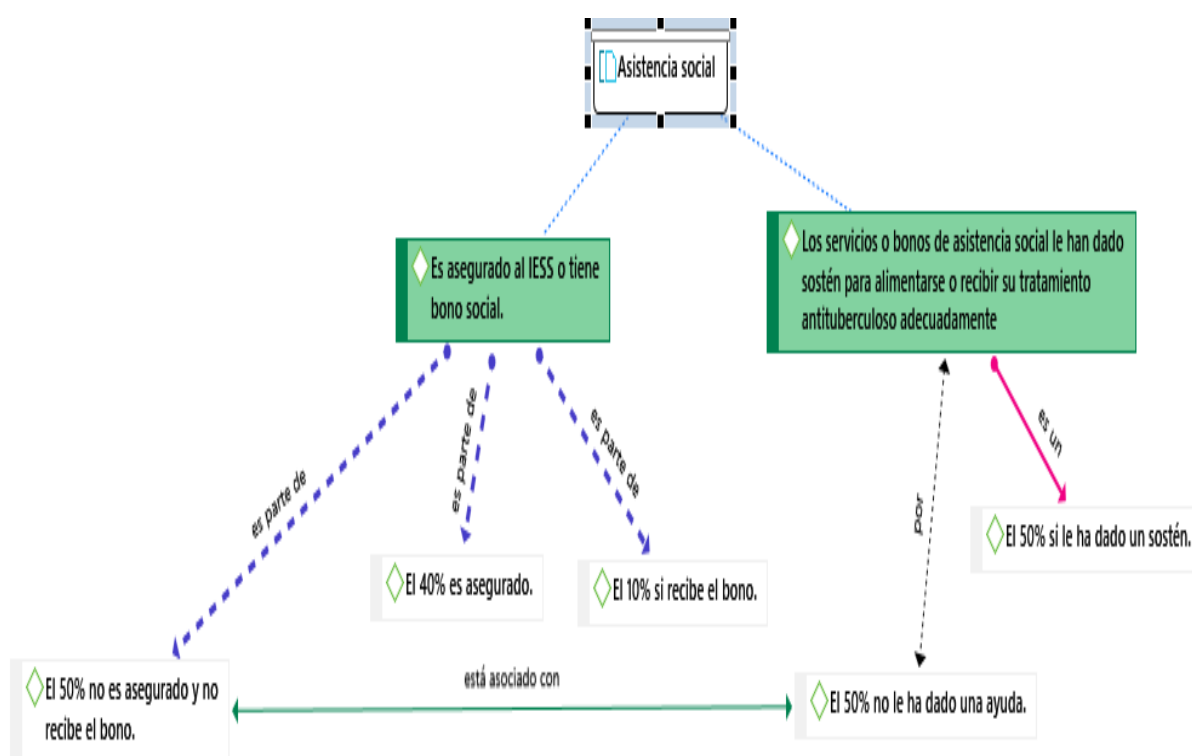 Asistencia social
Es asegurado al IESS o tiene
bono social.
Los servicios o bonos de asistencia social le han dado
sostén para alimentarse o recibir su tratamiento
antituberculoso adecuadamente
es parte de
es parte de
es parte de
por
es un
El 50% si le ha dado un sostén.
El 40% es asegurado.
El 10% si recibe el bono.
El 50% no es asegurado y no
recibe el bono.
está asociado con
El 50% no le ha dado una ayuda.